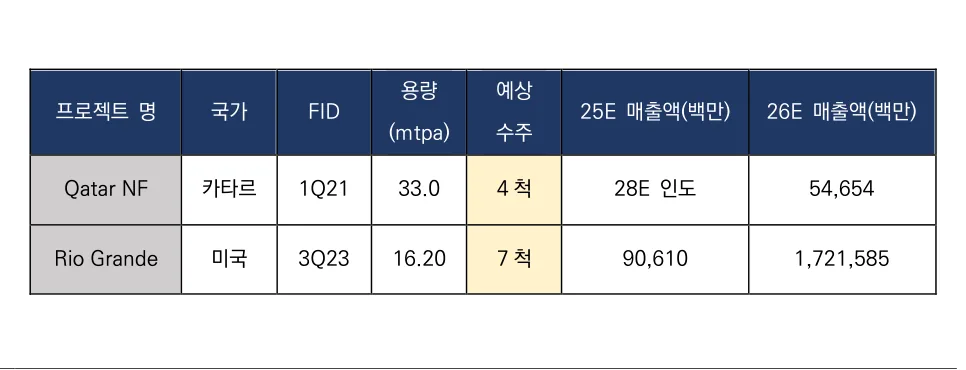 프로젝트 명 국가 FID 용량 (mtpa) 예상 수주 25E 매출액(백만) 26E 매출액(백만)
Qatar NF 카타르 1Q21 33.0 4척 28E 인도 54,654
Rio Grande 미국 3Q23 16.20 7척 90,610 1,721,585